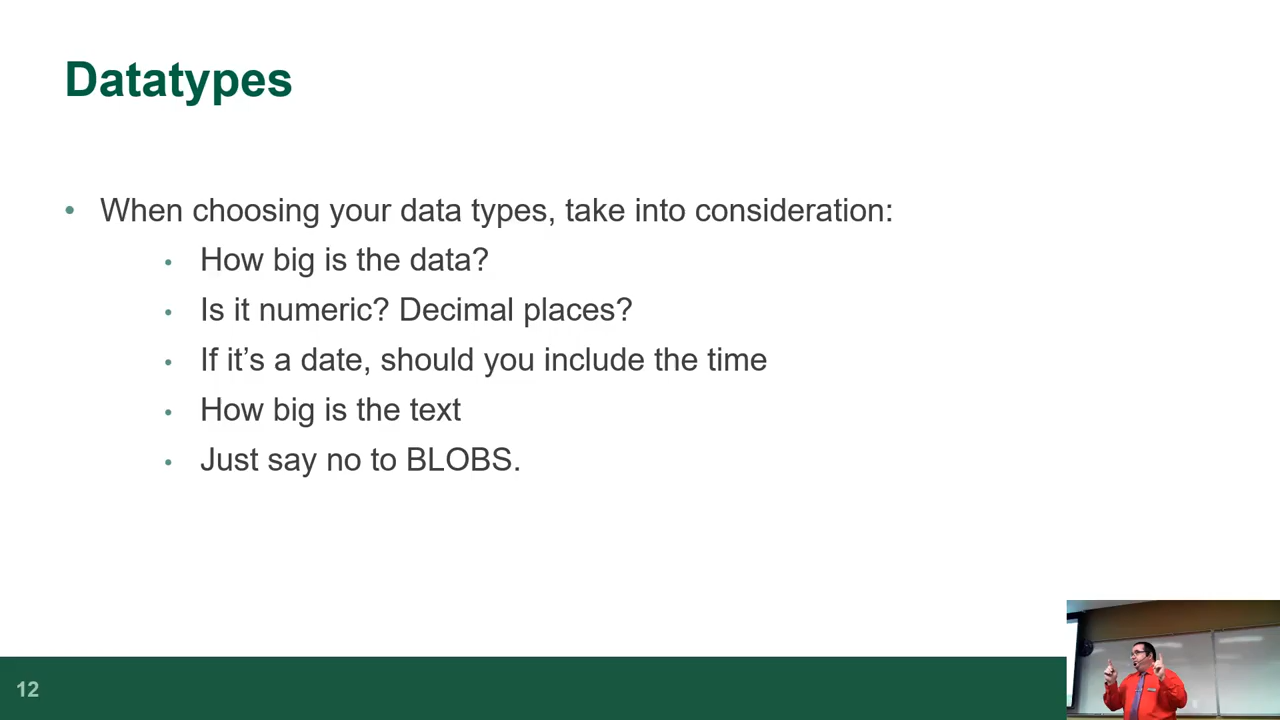 Datatypes
• When choosing your data types, take into consideration:
• How big is the data?
• Is it numeric? Decimal places?
• If it’s a date, should you include the time
• How big is the text
• Just say no to BLOBS.
12